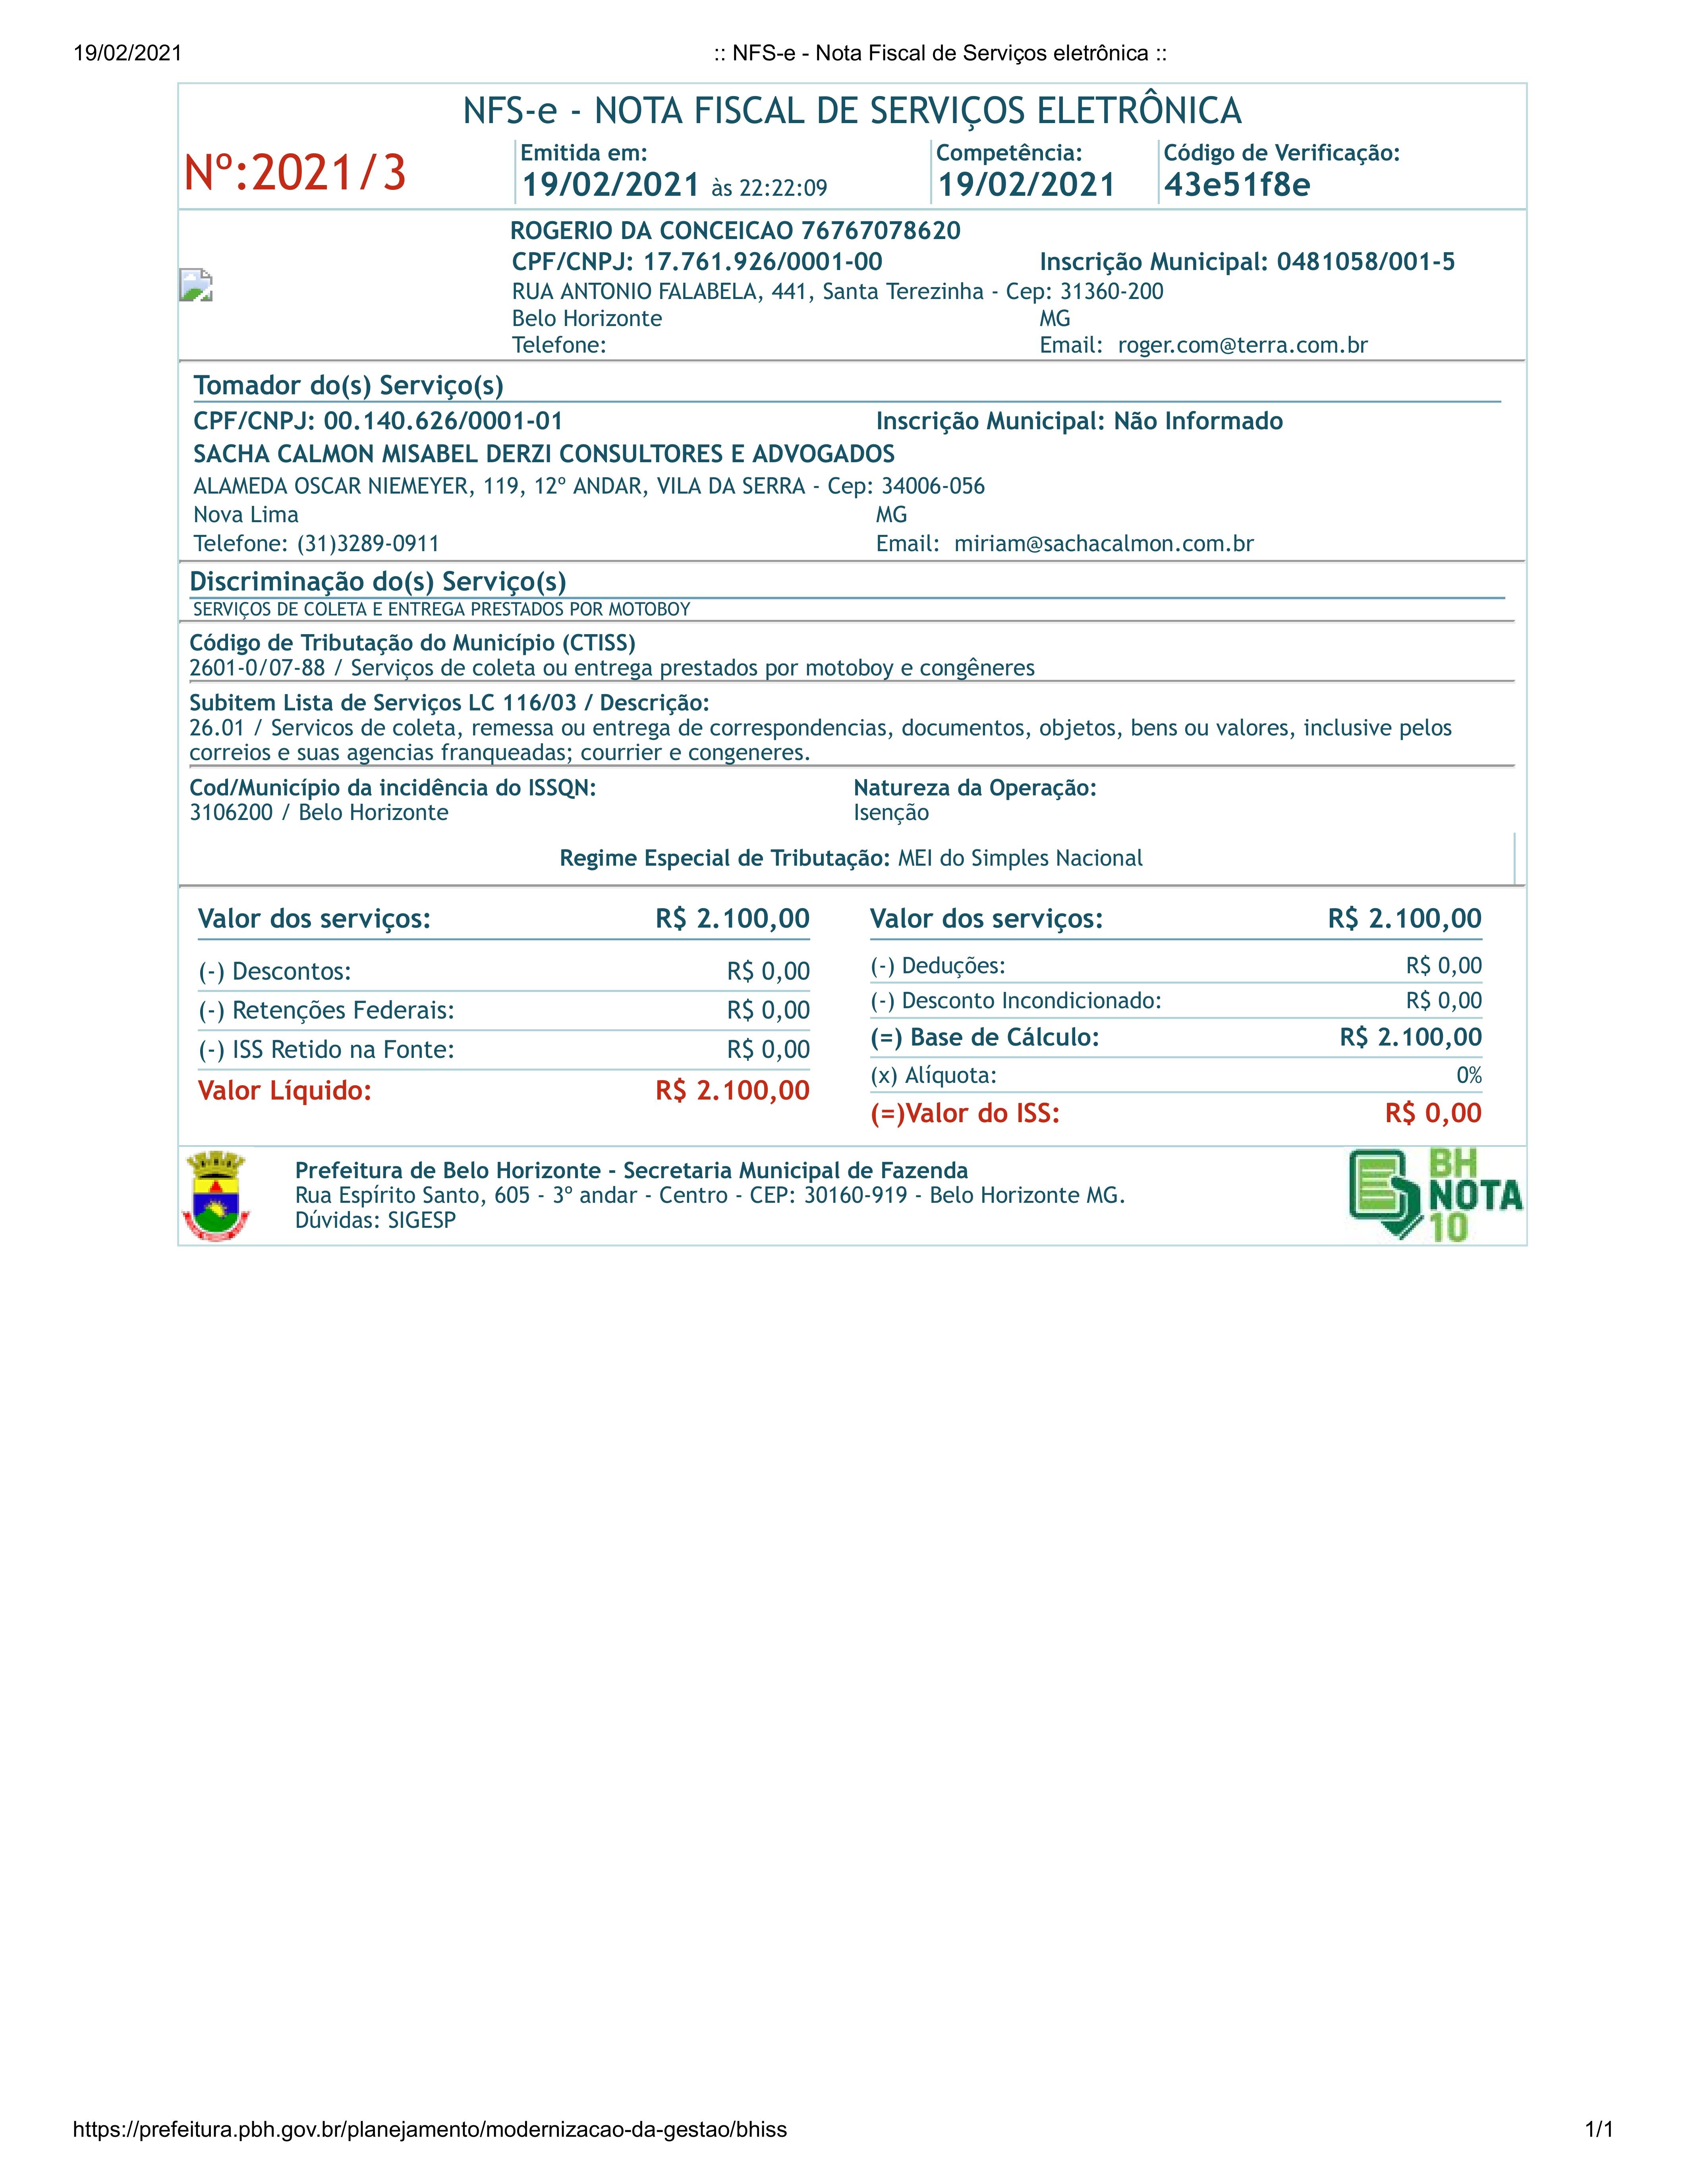 19/02/2021 :: NFS-e - Nota Fiscal de Serviços eletrônica ::
NFS-e - NOTA FISCAL DE SERVIÇOS ELETRÔNICA
Nº:2021/3
Emitida em:
19/02/2021 às 22:22:09
Competência:
19/02/2021
Código de Verificação:
43e51f8e
ROGERIO DA CONCEICAO 76767078620
CPF/CNPJ: 17.761.926/0001-00 Inscrição Municipal: 0481058/001-5
RUA ANTONIO FALABELA, 441, Santa Terezinha - Cep: 31360-200
Belo Horizonte MG
Telefone: Email: roger.com@terra.com.br
Tomador do(s) Serviço(s)
CPF/CNPJ: 00.140.626/0001-01 Inscrição Municipal: Não Informado
SACHA CALMON MISABEL DERZI CONSULTORES E ADVOGADOS
ALAMEDA OSCAR NIEMEYER, 119, 12º ANDAR, VILA DA SERRA - Cep: 34006-056
Nova Lima MG
Telefone: (31)3289-0911 Email: miriam@sachacalmon.com.br
Discriminação do(s) Serviço(s)
SERVIÇOS DE COLETA E ENTREGA PRESTADOS POR MOTOBOY
Código de Tributação do Município (CTISS)
2601-0/07-88 / Serviços de coleta ou entrega prestados por motoboy e congêneres
Subitem Lista de Serviços LC 116/03 / Descrição:
26.01 / Servicos de coleta, remessa ou entrega de correspondencias, documentos, objetos, bens ou valores, inclusive pelos
correios e suas agencias franqueadas; courrier e congeneres.
Cod/Município da incidência do ISSQN: Natureza da Operação:
3106200 / Belo Horizonte Isenção
Regime Especial de Tributação: MEI do Simples Nacional
Valor dos serviços: R$ 2.100,00
(-) Descontos: R$ 0,00
(-) Retenções Federais: R$ 0,00
(-) ISS Retido na Fonte: R$ 0,00
Valor Líquido: R$ 2.100,00
Valor dos serviços: R$ 2.100,00
(-) Deduções: R$ 0,00
(-) Desconto Incondicionado: R$ 0,00
(=) Base de Cálculo: R$ 2.100,00
(x) Alíquota: 0%
(=)Valor do ISS: R$ 0,00
Prefeitura de Belo Horizonte - Secretaria Municipal de Fazenda
Rua Espírito Santo, 605 - 3º andar - Centro - CEP: 30160-919 - Belo Horizonte MG.
Dúvidas: SIGESP
BH
NOTA
10
https://prefeitura.pbh.gov.br/planejamento/modernizacao-da-gestao/bhiss 1/1